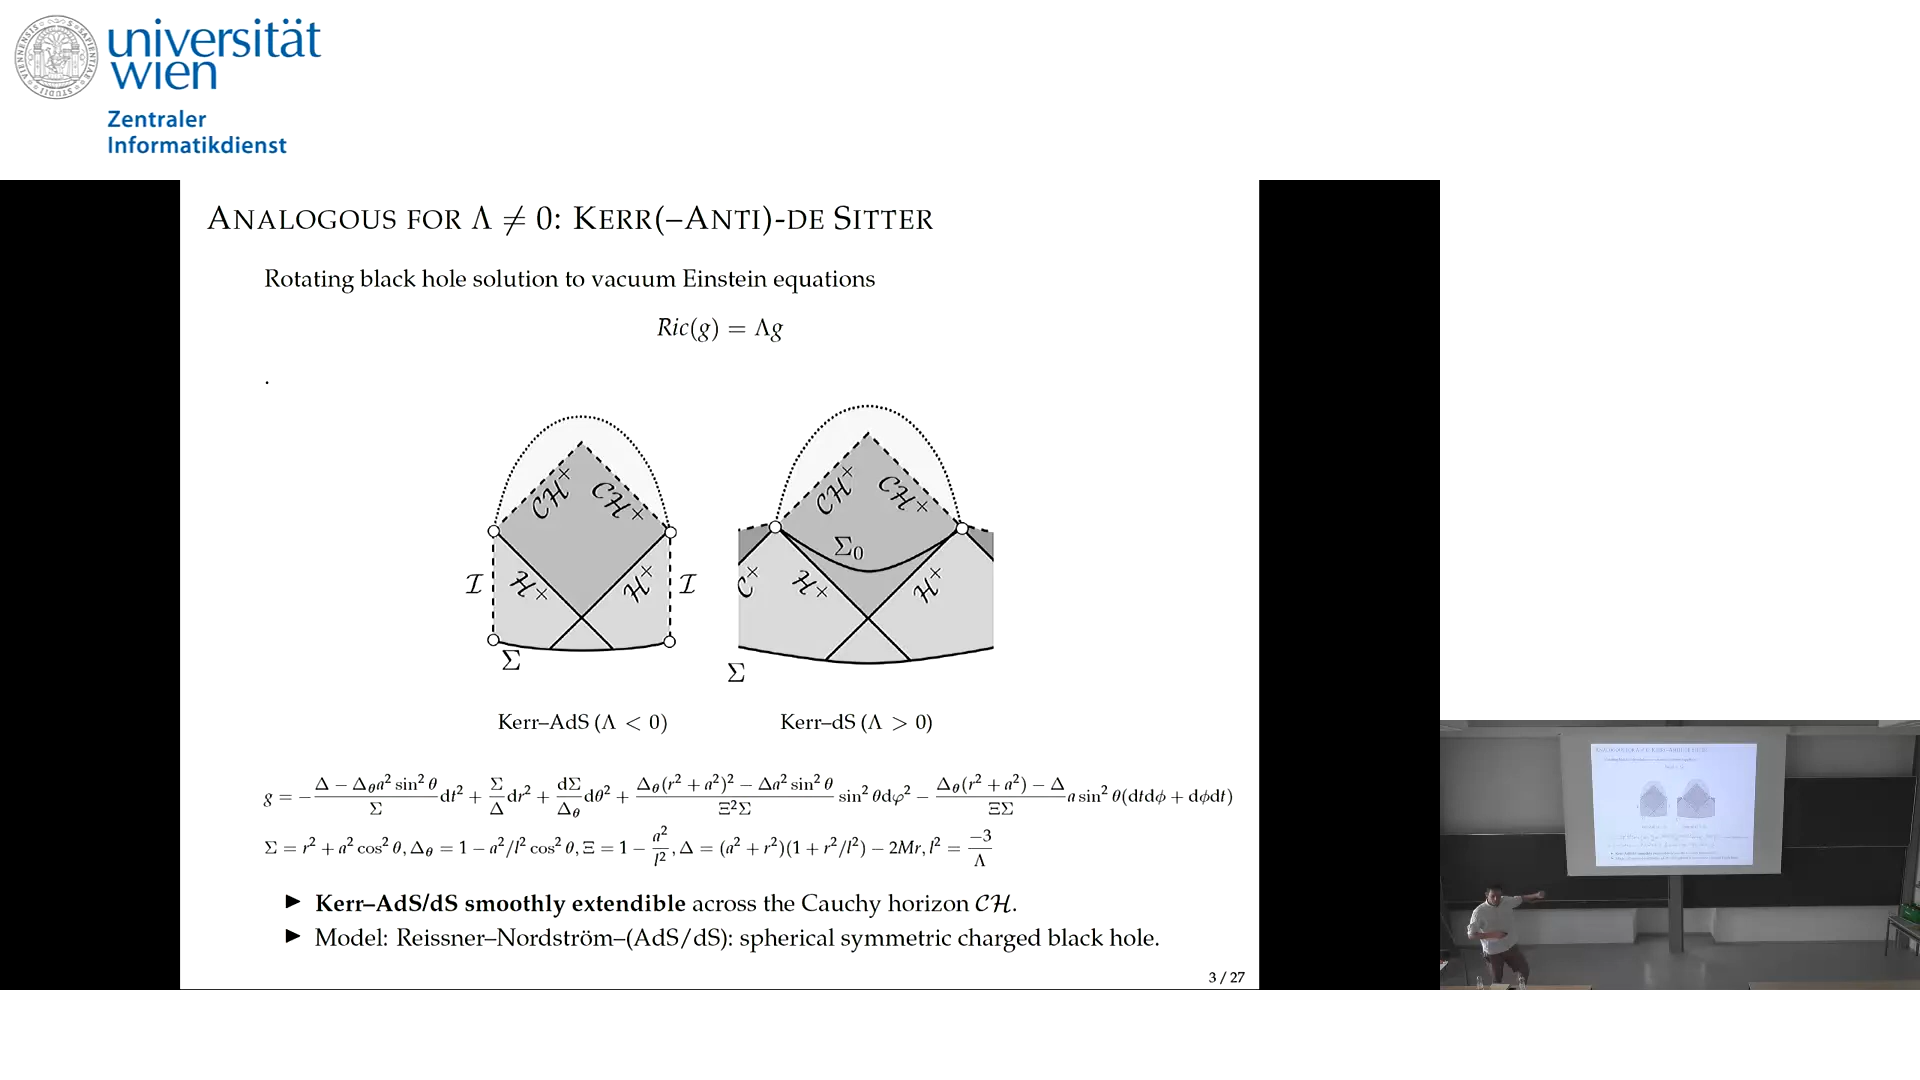 universität
wien
Zentraler
Informatikdienst
ANALOGOUS FOR Λ ≠ 0: KERR(–ANTI)-DE SITTER
Rotating black hole solution to vacuum Einstein equations
Ric(g) = Λg
.
CH⁺ CH⁺ CH⁺ CH⁺
Σ₀
I H⁺ H⁺ I C⁺ H⁺ H⁺
Σ Σ
Kerr–AdS (Λ < 0) Kerr–dS (Λ > 0)
g = −(Δ − Δ_θ a² sin² θ)/Σ dt² + Σ/Δ dr² + dΣ/Δ_θ dθ² + (Δ_θ(r² + a²)² − Δa² sin² θ)/(Ξ²Σ) sin² θdφ² − (Δ_θ(r² + a²) − Δ)/(ΞΣ) a sin² θ(dtdϕ + dϕdt)
Σ = r² + a² cos² θ, Δ_θ = 1 − a²/l² cos² θ, Ξ = 1 − a²/l², Δ = (a² + r²)(1 + r²/l²) − 2Mr, l² = −3/Λ
▶ Kerr–AdS/dS smoothly extendible across the Cauchy horizon CH.
▶ Model: Reissner–Nordström–(AdS/dS): spherical symmetric charged black hole.
3 / 27